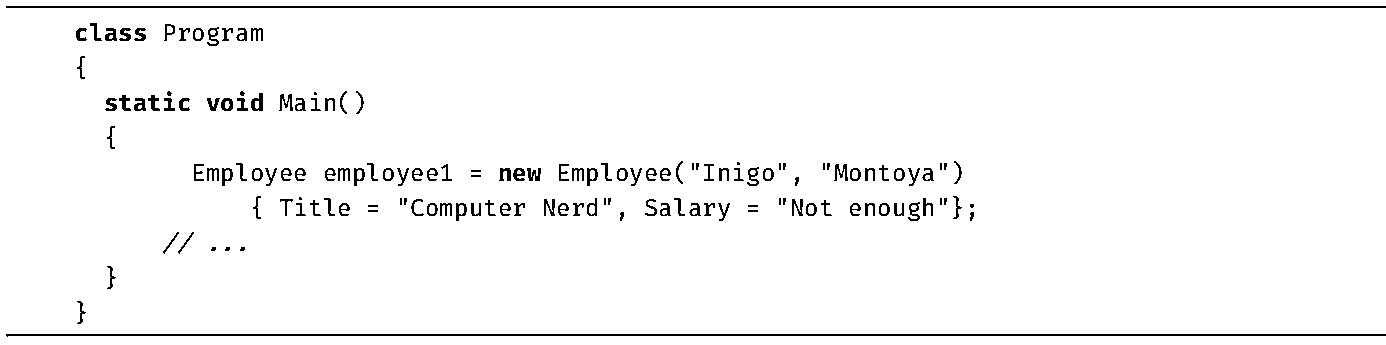 class Program
{
static void Main()
{
Employee employee1 = new Employee("Inigo", "Montoya")
{ Title = "Computer Nerd", Salary = "Not enough"};
// ...
}
}